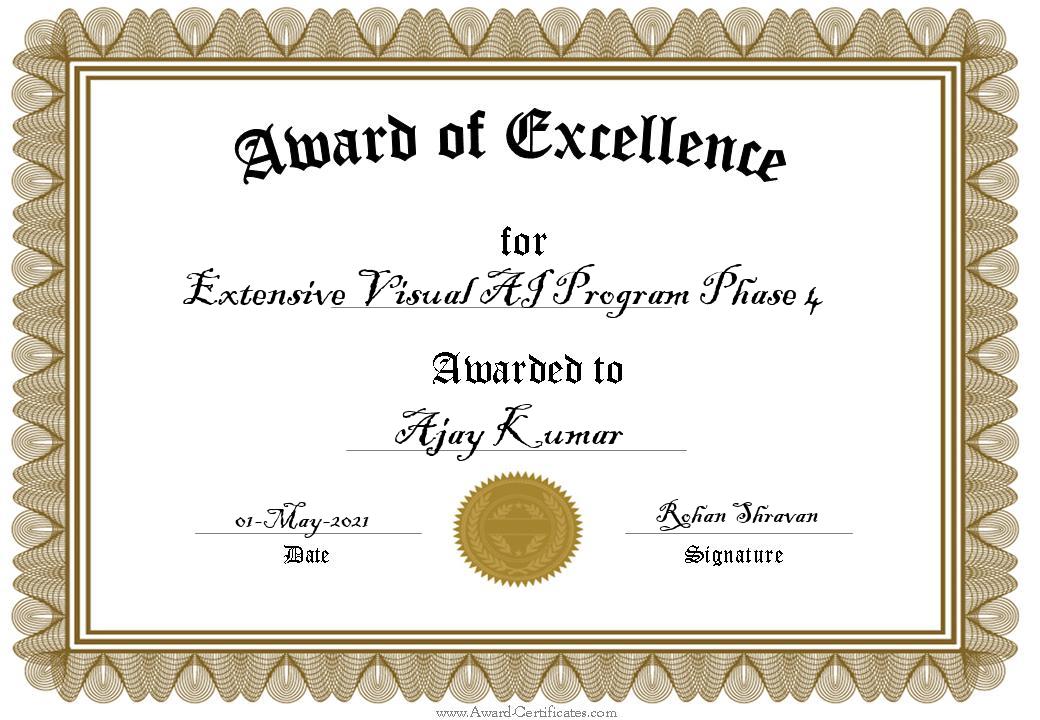 Award of Excellence
for
Extensive Visual AI Program Phase 4
Awarded to
Ajay Kumar
01-May-2021
Rohan Shravan
Date
Signature
www.Award-Certificates.com